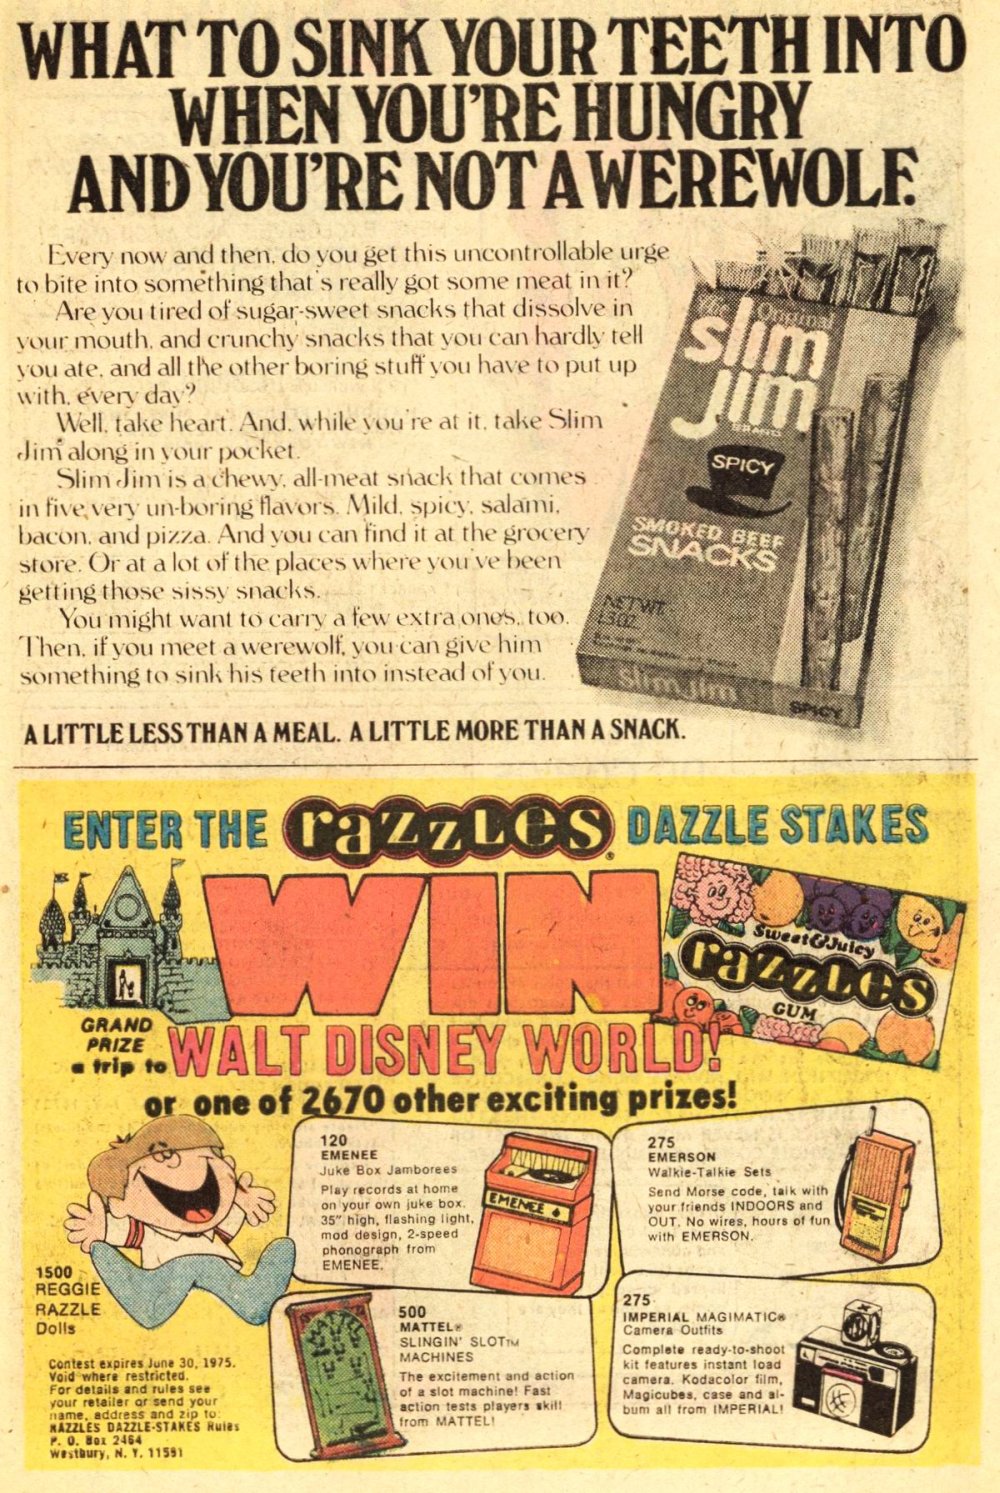 WHAT TO SINK YOUR TEETH INTO
WHEN YOU'RE HUNGRY
AND YOU'RE NOT A WEREWOLF.
Every now and then, do you get this uncontrollable urge
to bite into something that's really got some meat in it?
Are you tired of sugar-sweet snacks that dissolve in
your mouth, and crunchy snacks that you can hardly tell
you ate, and all the other boring stuff you have to put up
with, every day?
Well, take heart. And, while you're at it, take Slim
Jim along in your pocket.
Slim Jim is a chewy, all-meat snack that comes
in five very un-boring flavors. Mild, spicy, salami,
bacon, and pizza. And you can find it at the grocery
store. Or at a lot of the places where you've been
getting those sissy snacks.
You might want to carry a few extra ones, too.
Then, if you meet a werewolf, you can give him
something to sink his teeth into instead of you.
A LITTLE LESS THAN A MEAL. A LITTLE MORE THAN A SNACK.
Original
slim
jim
BRAND
SPICY
SMOKED BEEF
SNACKS
NET WT.
slim jim
SPICY
ENTER THE razzles® DAZZLE STAKES
WIN
GRAND
PRIZE
a trip to WALT DISNEY WORLD!
or one of 2670 other exciting prizes!
Sweet & Juicy
razzles
GUM
1500
REGGIE
RAZZLE
Dolls
120
EMENEE
Juke Box Jamborees
Play records at home
on your own juke box.
35" high, flashing light,
mod design, 2-speed
phonograph from
EMENEE.
EMENEE
275
EMERSON
Walkie-Talkie Sets
Send Morse code, talk with
your friends INDOORS and
OUT. No wires, hours of fun
with EMERSON.
500
MATTEL®
SLINGIN' SLOT™
MACHINES
The excitement and action
of a slot machine! Fast
action tests players skill
from MATTEL!
275
IMPERIAL MAGIMATIC®
Camera Outfits
Complete ready-to-shoot
kit features instant load
camera. Kodacolor film,
Magicubes, case and al-
bum all from IMPERIAL!
Contest expires June 30, 1975.
Void where restricted.
For details and rules see
your retailer or send your
name, address and zip to:
RAZZLES DAZZLE-STAKES Rules
P. O. Box 2464
Westbury, N. Y. 11591